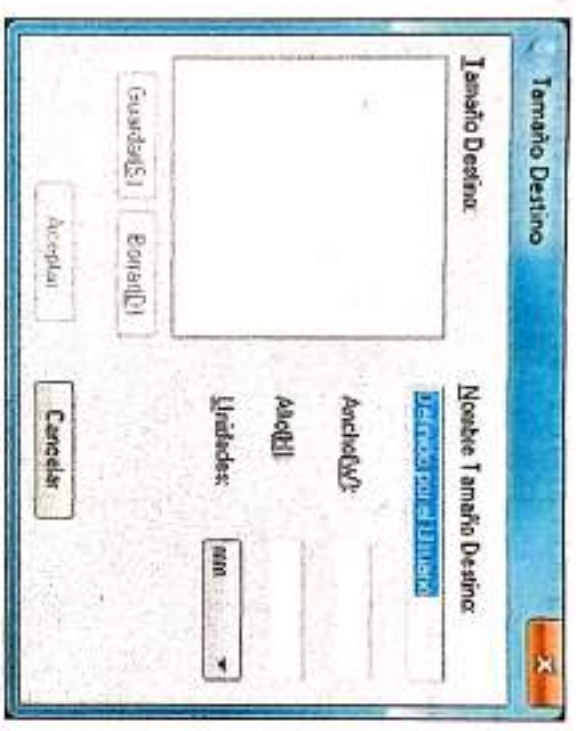 Tamaño Destino
Tamaño Destino:
Nombre Tamaño Destino:
Definido por el Usuario
Ancho(W):
Alto(H):
Unidades:
mm
Guardar(S)
Borrar(D)
Aceptar
Cancelar